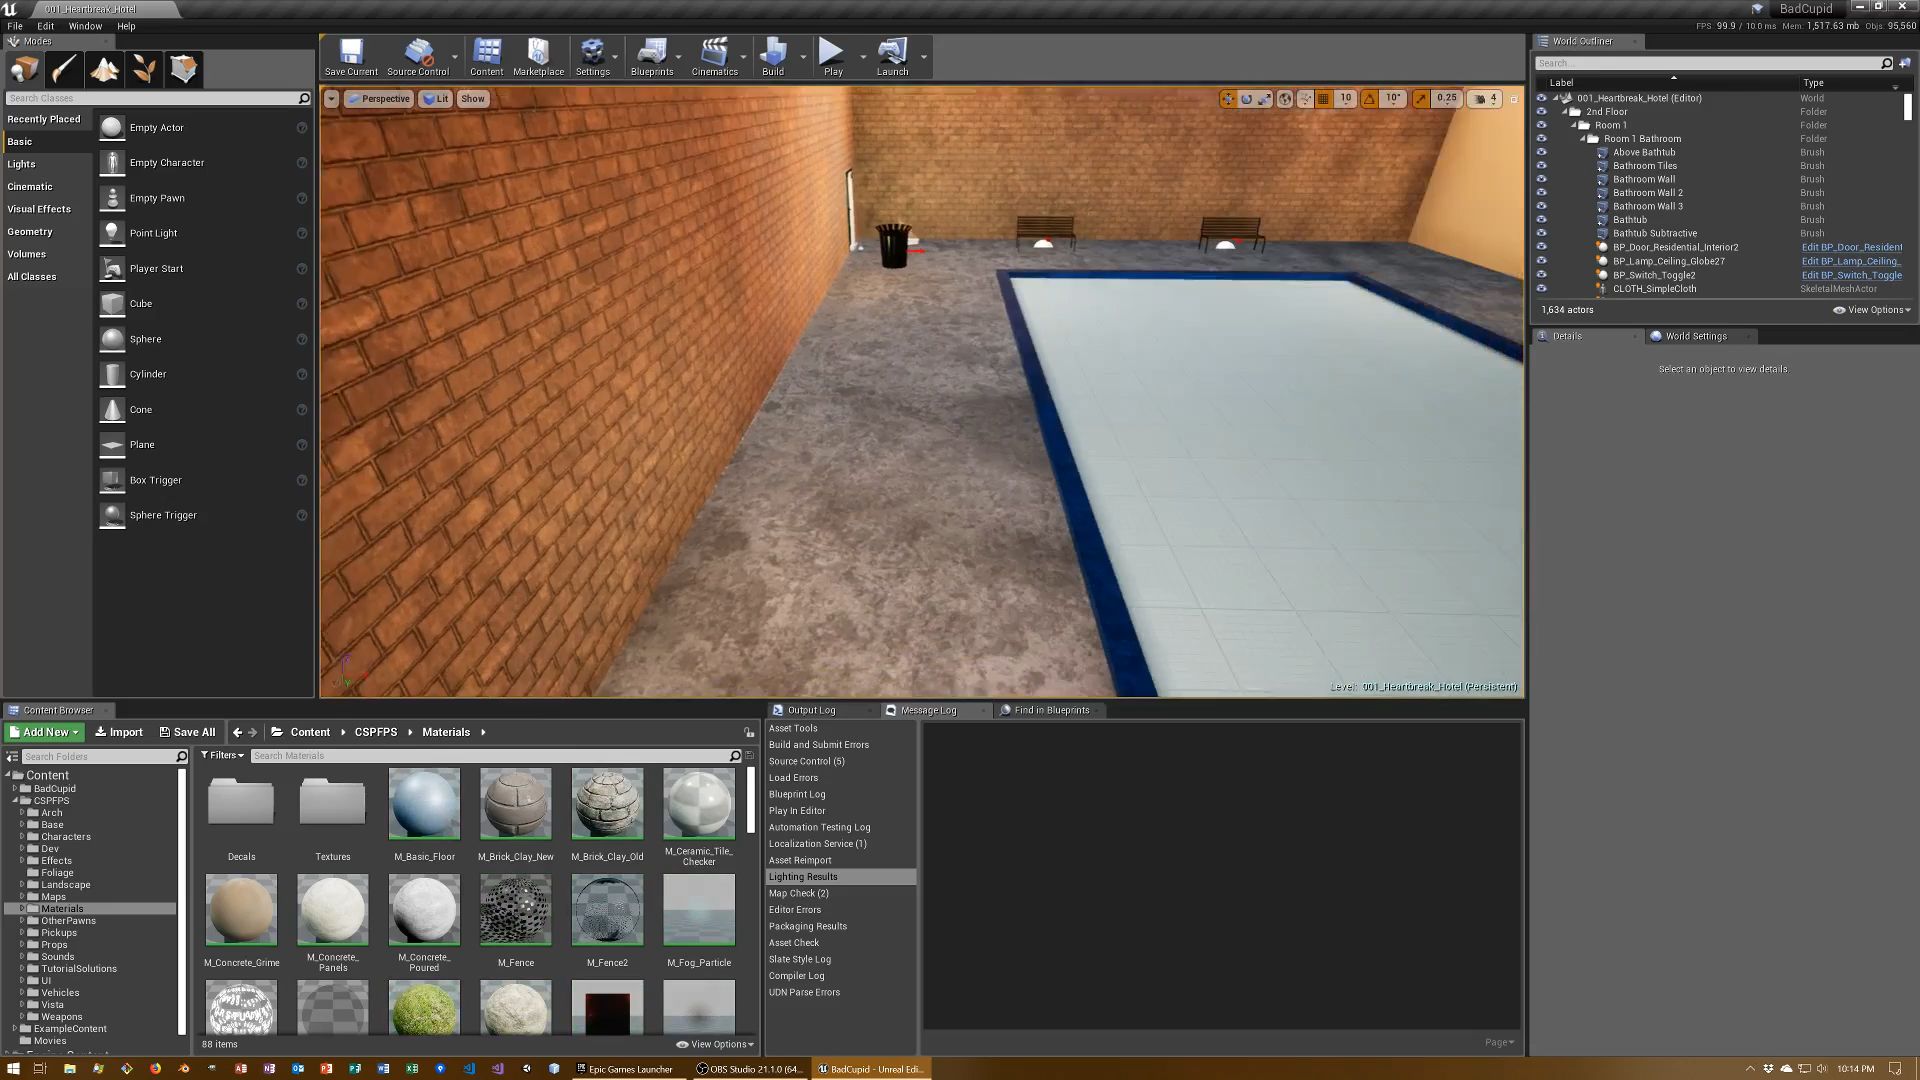 001_Heartbreak_Hotel
BadCupid
File Edit Window Help
FPS: 99.9 / 10.0 ms Mem: 1,517.63 mb Objs: 95,560
Modes
World Outliner
Save Current
Source Control
Content
Marketplace
Settings
Blueprints
Cinematics
Build
Play
Launch
Search Classes
Search...
Perspective
Lit
Show
10
10°
0.25
4
Label
Type
Recently Placed
Basic
Lights
Cinematic
Visual Effects
Geometry
Volumes
All Classes
Empty Actor
Empty Character
Empty Pawn
Point Light
Player Start
Cube
Sphere
Cylinder
Cone
Plane
Box Trigger
Sphere Trigger
001_Heartbreak_Hotel (Editor) World
2nd Floor Folder
Room 1 Folder
Room 1 Bathroom Folder
Above Bathtub Brush
Bathroom Tiles Brush
Bathroom Wall Brush
Bathroom Wall 2 Brush
Bathroom Wall 3 Brush
Bathtub Brush
Bathtub Subtractive Brush
BP_Door_Residential_Interior2 Edit BP_Door_Resident
BP_Lamp_Ceiling_Globe27 Edit BP_Lamp_Ceiling_
BP_Switch_Toggle2 Edit BP_Switch_Toggle
CLOTH_SimpleCloth SkeletalMeshActor
1,634 actors
View Options
Details
World Settings
Select an object to view details.
Level: 001_Heartbreak_Hotel (Persistent)
Content Browser
Add New
Import
Save All
Content
CSPFPS
Materials
Search Folders
Filters
Search Materials
Content
BadCupid
CSPFPS
Arch
Base
Characters
Dev
Effects
Foliage
Landscape
Maps
Materials
OtherPawns
Pickups
Props
Sounds
TutorialSolutions
UI
Vehicles
Vista
Weapons
ExampleContent
Movies
Decals
Textures
M_Basic_Floor
M_Brick_Clay_New
M_Brick_Clay_Old
M_Ceramic_Tile_
Checker
M_Concrete_Grime
M_Concrete_
Panels
M_Concrete_
Poured
M_Fence
M_Fence2
M_Fog_Particle
88 items
View Options
Output Log
Message Log
Find in Blueprints
Asset Tools
Build and Submit Errors
Source Control (5)
Load Errors
Blueprint Log
Play In Editor
Automation Testing Log
Localization Service (1)
Asset Reimport
Lighting Results
Map Check (2)
Editor Errors
Packaging Results
Asset Check
Slate Style Log
Compiler Log
UDN Parse Errors
Page
Epic Games Launcher
OBS Studio 21.1.0 (64...
BadCupid - Unreal Edi...
10:14 PM